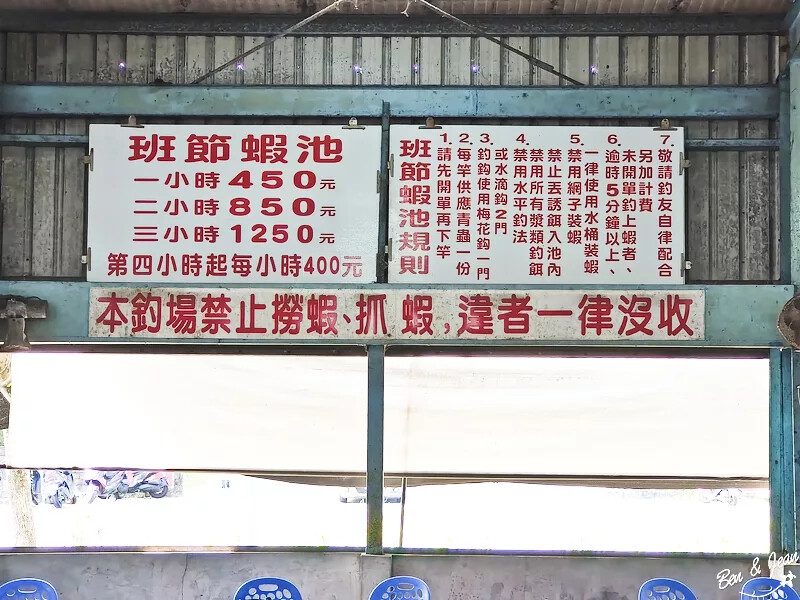 班節蝦池
一小時450元
二小時850元
三小時1250元
第四小時起每小時400元
班節蝦池規則
1.請先開單再下竿
2.每竿供應青蟲一份
3.釣鈎使用梅花鈎一門
或水滴鈎2門
4.禁用水平釣法
禁用所有漿類釣餌
禁止丟誘餌入池內
5.禁用網子裝蝦
一律使用水桶裝蝦
6.逾時5分鐘以上、
未開單釣上蝦者、
另加計費
7.敬請釣友自律配合
本釣場禁止撈蝦、抓蝦,違者一律沒收
Ben & Jean